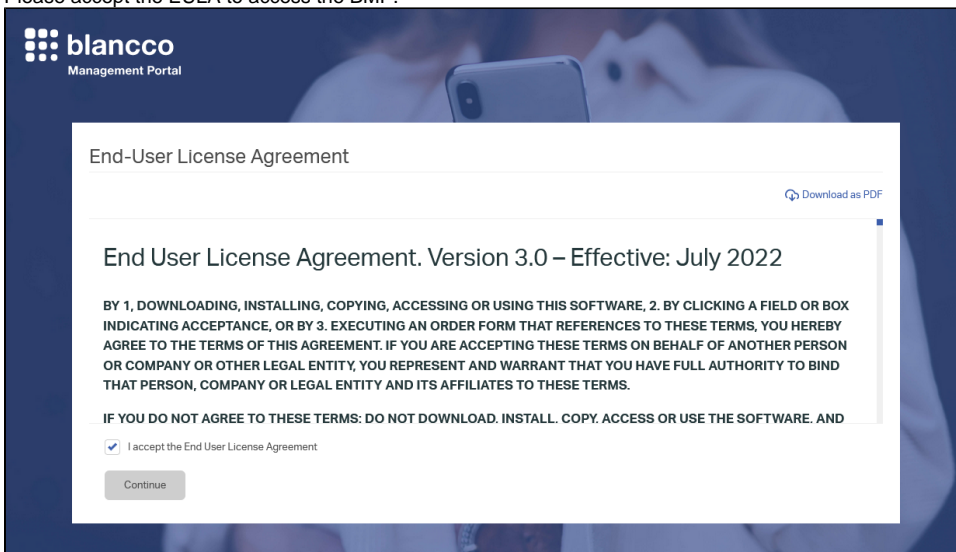 Please accept the EULA to access the BMP.
blancco
Management Portal
End-User License Agreement
Download as PDF
End User License Agreement. Version 3.0 – Effective: July 2022
BY 1, DOWNLOADING, INSTALLING, COPYING, ACCESSING OR USING THIS SOFTWARE, 2. BY CLICKING A FIELD OR BOX
INDICATING ACCEPTANCE, OR BY 3. EXECUTING AN ORDER FORM THAT REFERENCES TO THESE TERMS, YOU HEREBY
AGREE TO THE TERMS OF THIS AGREEMENT. IF YOU ARE ACCEPTING THESE TERMS ON BEHALF OF ANOTHER PERSON
OR COMPANY OR OTHER LEGAL ENTITY, YOU REPRESENT AND WARRANT THAT YOU HAVE FULL AUTHORITY TO BIND
THAT PERSON, COMPANY OR LEGAL ENTITY AND ITS AFFILIATES TO THESE TERMS.
IF YOU DO NOT AGREE TO THESE TERMS: DO NOT DOWNLOAD, INSTALL, COPY, ACCESS OR USE THE SOFTWARE, AND
I accept the End User License Agreement
Continue